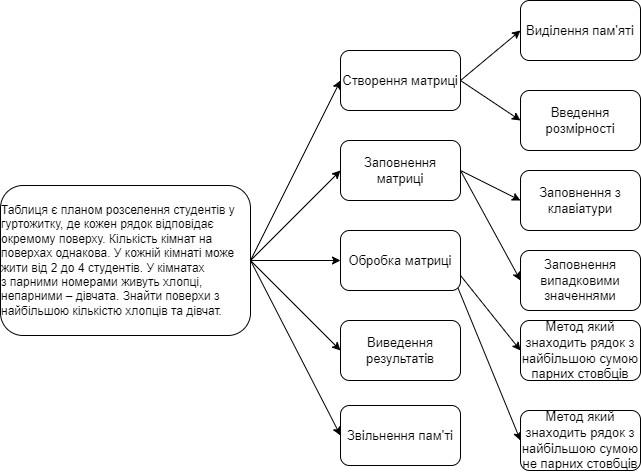 Таблиця є планом розселення студентів у
гуртожитку, де кожен рядок відповідає
окремому поверху. Кількість кімнат на
поверхах однакова. У кожній кімнаті може
жити від 2 до 4 студентів. У кімнатах
з парними номерами живуть хлопці,
непарними – дівчата. Знайти поверхи з
найбільшою кількістю хлопців та дівчат.
Створення матриці
Виділення пам'яті
Введення
розмірності
Заповнення
матриці
Заповнення з
клавіатури
Заповнення
випадковими
значеннями
Обробка матриці
Метод який
знаходить рядок з
найбільшою сумою
парних стовбців
Метод який
знаходить рядок з
найбільшою сумою
не парних стовбців
Виведення
результатів
Звільнення пам'ті